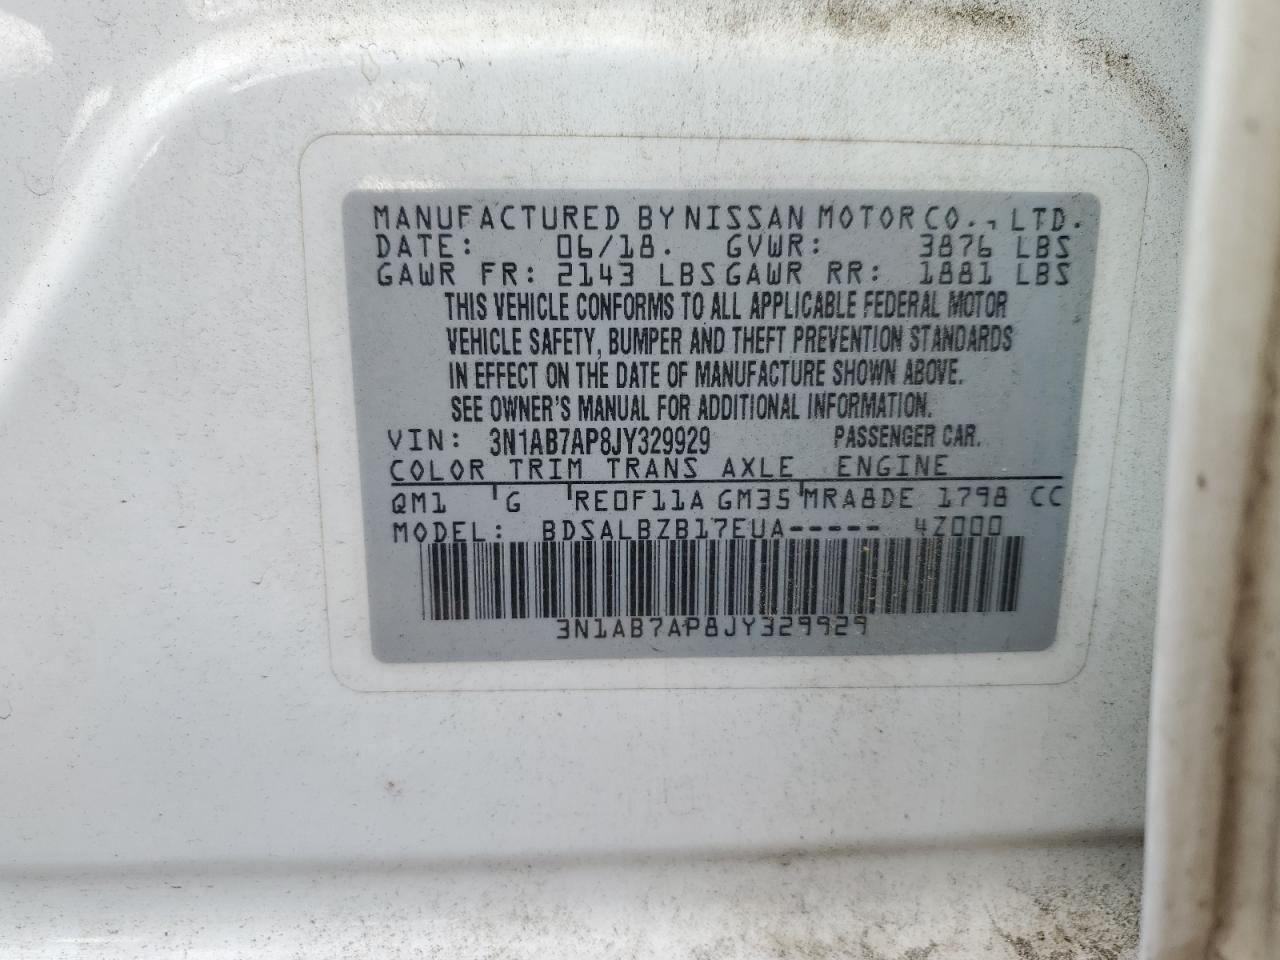 MANUFACTURED BY NISSAN MOTOR CO., LTD.
DATE: 06/18. GVWR: 3876 LBS
GAWR FR: 2143 LBS GAWR RR: 1881 LBS
THIS VEHICLE CONFORMS TO ALL APPLICABLE FEDERAL MOTOR
VEHICLE SAFETY, BUMPER AND THEFT PREVENTION STANDARDS
IN EFFECT ON THE DATE OF MANUFACTURE SHOWN ABOVE.
SEE OWNER'S MANUAL FOR ADDITIONAL INFORMATION.
VIN: 3N1AB7AP8JY329929 PASSENGER CAR.
COLOR TRIM TRANS AXLE ENGINE
QM1 G RE0F11A GM35 MRA8DE 1798 CC
MODEL: BDSALBZB17EUA----- 4Z000
3N1AB7AP8JY329929